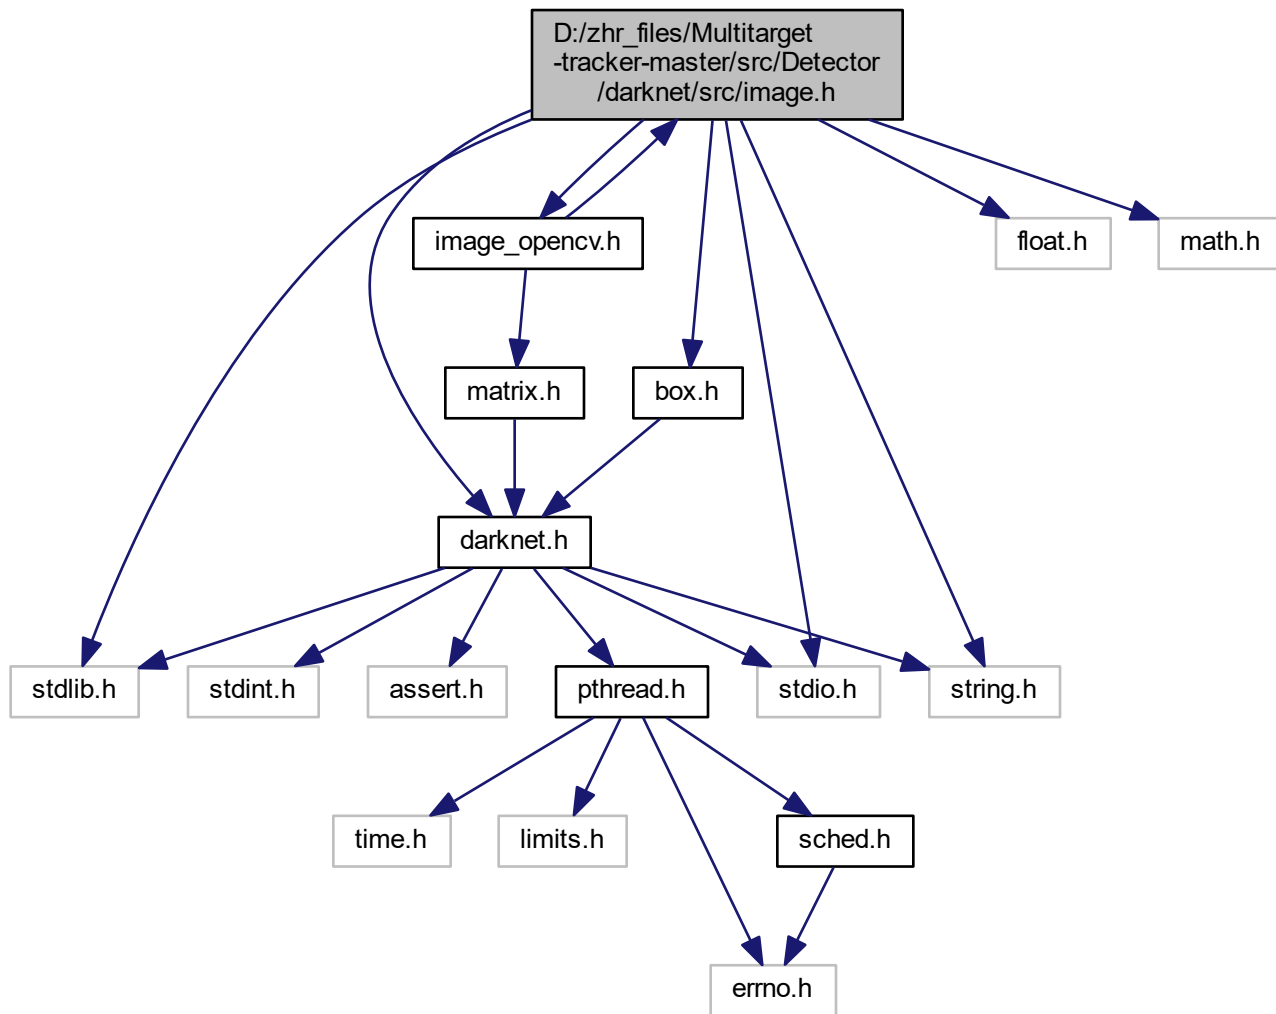 D:/zhr_files/Multitarget
-tracker-master/src/Detector
/darknet/src/image.h
image_opencv.h
float.h
math.h
matrix.h
box.h
darknet.h
stdlib.h
stdint.h
assert.h
pthread.h
stdio.h
string.h
time.h
limits.h
sched.h
errno.h